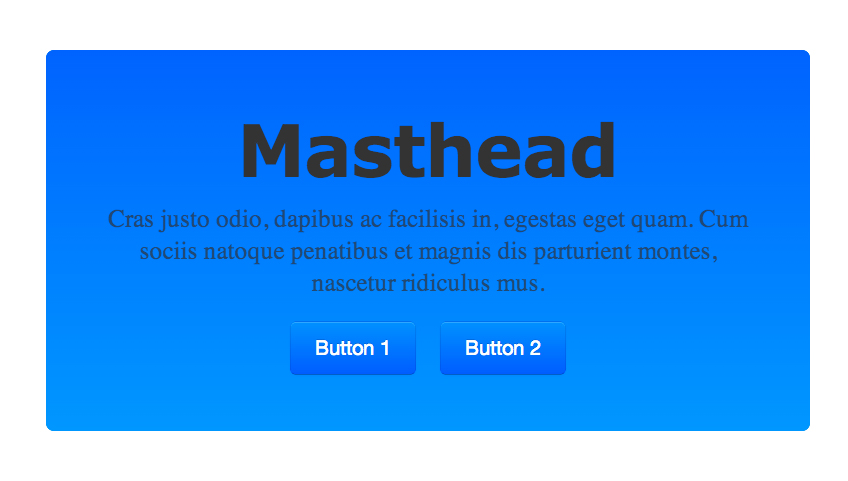 Masthead
Cras justo odio, dapibus ac facilisis in, egestas eget quam. Cum
sociis natoque penatibus et magnis dis parturient montes,
nascetur ridiculus mus.
Button 1
Button 2